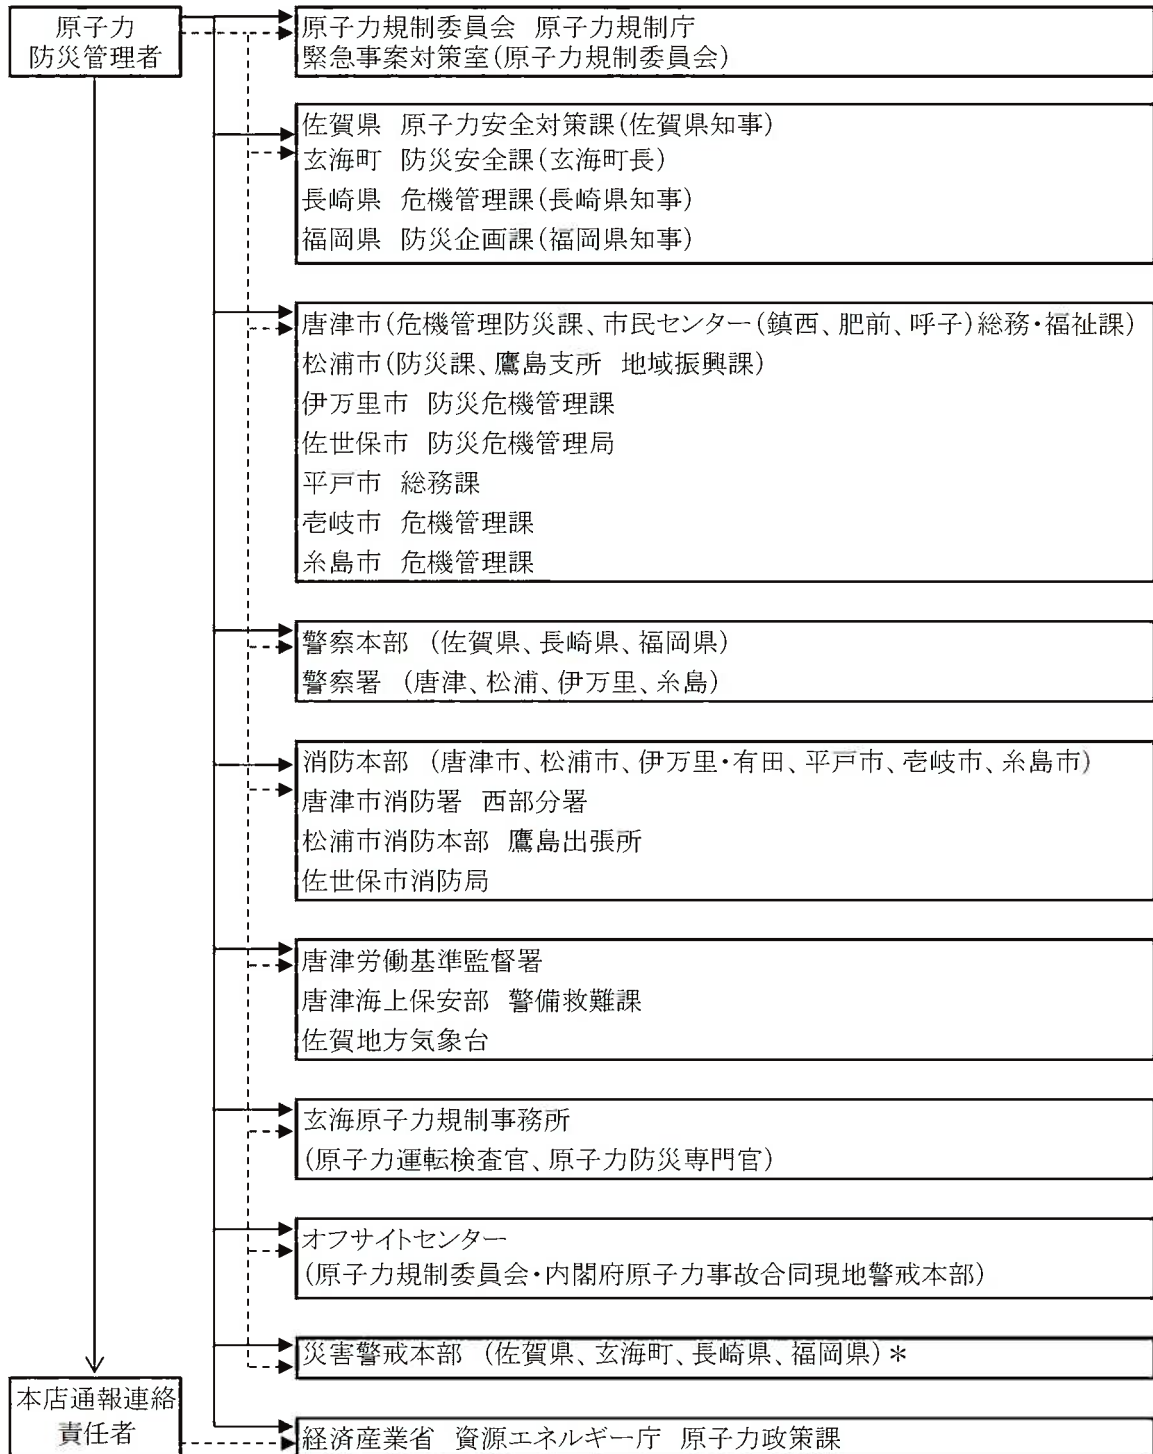 原子力
防災管理者
原子力規制委員会 原子力規制庁
緊急事案対策室(原子力規制委員会)
佐賀県 原子力安全対策課(佐賀県知事)
玄海町 防災安全課(玄海町長)
長崎県 危機管理課(長崎県知事)
福岡県 防災企画課(福岡県知事)
唐津市(危機管理防災課、市民センター(鎮西、肥前、呼子)総務・福祉課)
松浦市(防災課、鷹島支所 地域振興課)
伊万里市 防災危機管理課
佐世保市 防災危機管理局
平戸市 総務課
壱岐市 危機管理課
糸島市 危機管理課
警察本部 (佐賀県、長崎県、福岡県)
警察署 (唐津、松浦、伊万里、糸島)
消防本部 (唐津市、松浦市、伊万里・有田、平戸市、壱岐市、糸島市)
唐津市消防署 西部分署
松浦市消防本部 鷹島出張所
佐世保市消防局
唐津労働基準監督署
唐津海上保安部 警備救難課
佐賀地方気象台
玄海原子力規制事務所
(原子力運転検査官、原子力防災専門官)
オフサイトセンター
(原子力規制委員会・内閣府原子力事故合同現地警戒本部)
災害警戒本部 (佐賀県、玄海町、長崎県、福岡県)*
本店通報連絡
責任者
経済産業省 資源エネルギー庁 原子力政策課